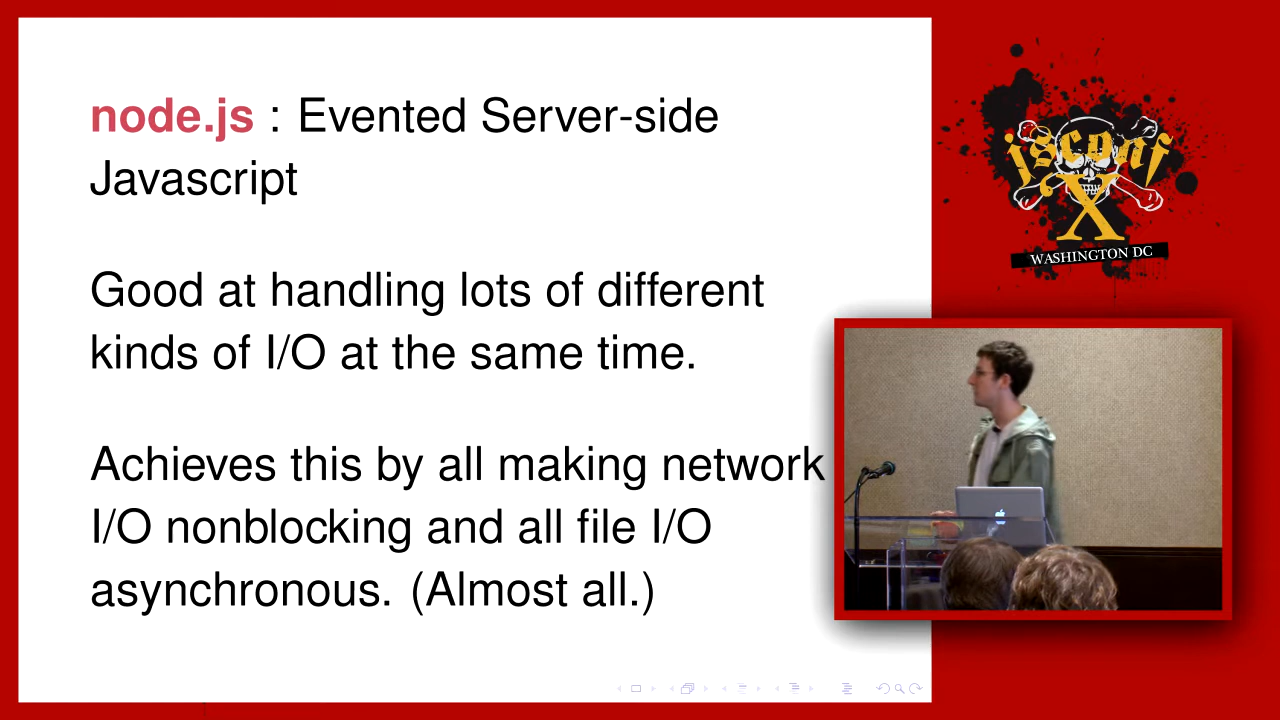 node.js : Evented Server-side
Javascript
Good at handling lots of different
kinds of I/O at the same time.
Achieves this by all making network
I/O nonblocking and all file I/O
asynchronous. (Almost all.)
jsconf
X
WASHINGTON DC